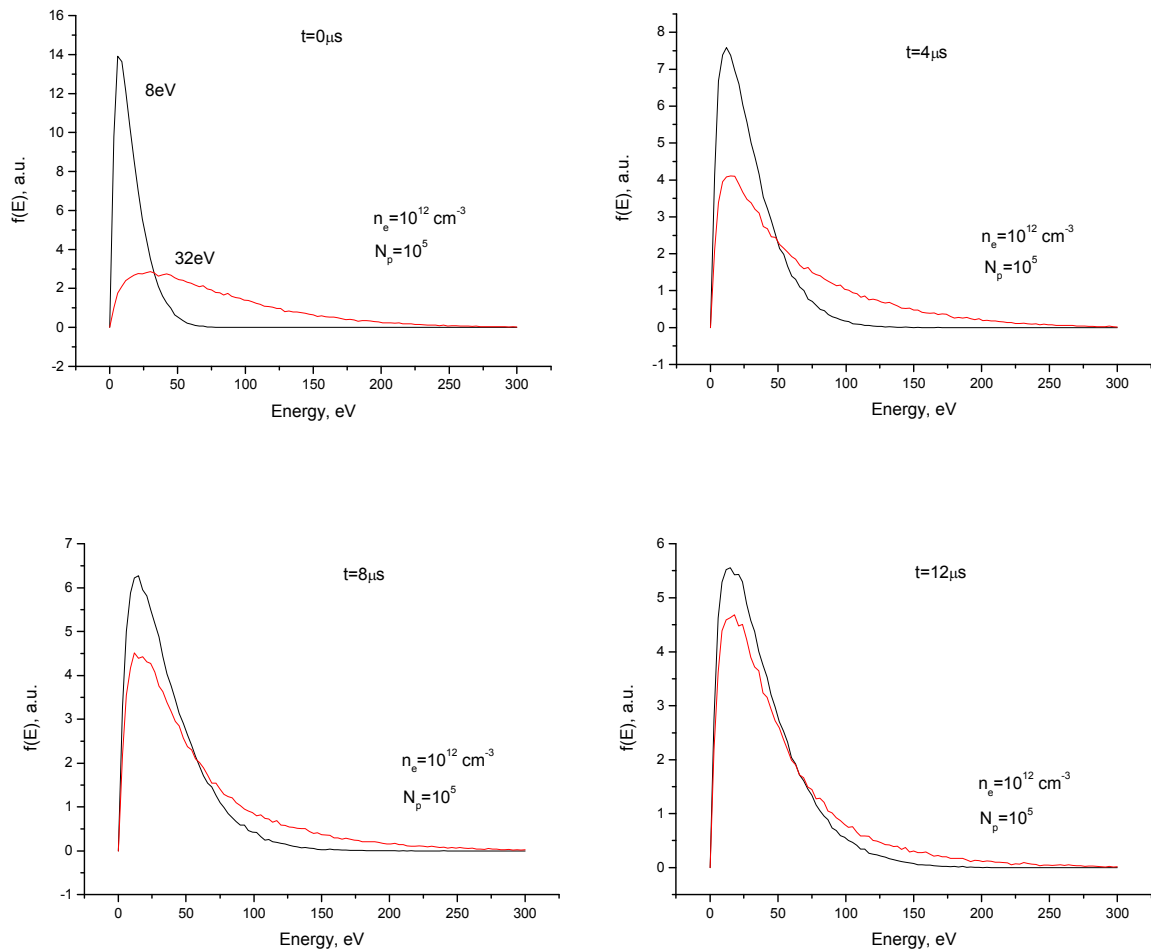 t=0μs
8eV
32eV
n_e=10^12 cm^-3
N_p=10^5
f(E), a.u.
16
14
12
10
8
6
4
2
0
-2
0 50 100 150 200 250 300
Energy, eV
t=4μs
n_e=10^12 cm^-3
N_p=10^5
f(E), a.u.
8
7
6
5
4
3
2
1
0
-1
0 50 100 150 200 250 300
Energy, eV
t=8μs
n_e=10^12 cm^-3
N_p=10^5
f(E), a.u.
7
6
5
4
3
2
1
0
-1
0 50 100 150 200 250 300
Energy, eV
t=12μs
n_e=10^12 cm^-3
N_p=10^5
f(E), a.u.
6
5
4
3
2
1
0
0 50 100 150 200 250 300
Energy, eV